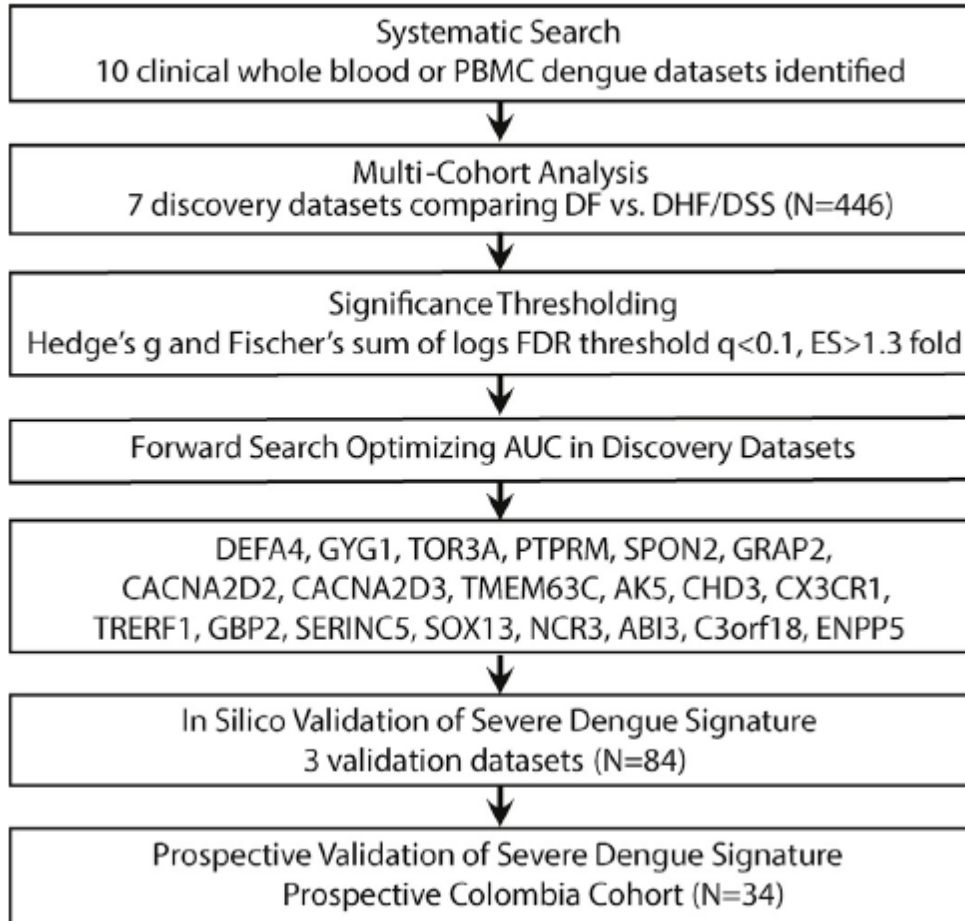 Systematic Search
10 clinical whole blood or PBMC dengue datasets identified
Multi-Cohort Analysis
7 discovery datasets comparing DF vs. DHF/DSS (N=446)
Significance Thresholding
Hedge's g and Fischer's sum of logs FDR threshold q<0.1, ES>1.3 fold
Forward Search Optimizing AUC in Discovery Datasets
DEFA4, GYG1, TOR3A, PTPRM, SPON2, GRAP2,
CACNA2D2, CACNA2D3, TMEM63C, AK5, CHD3, CX3CR1,
TRERF1, GBP2, SERINC5, SOX13, NCR3, ABI3, C3orf18, ENPP5
In Silico Validation of Severe Dengue Signature
3 validation datasets (N=84)
Prospective Validation of Severe Dengue Signature
Prospective Colombia Cohort (N=34)